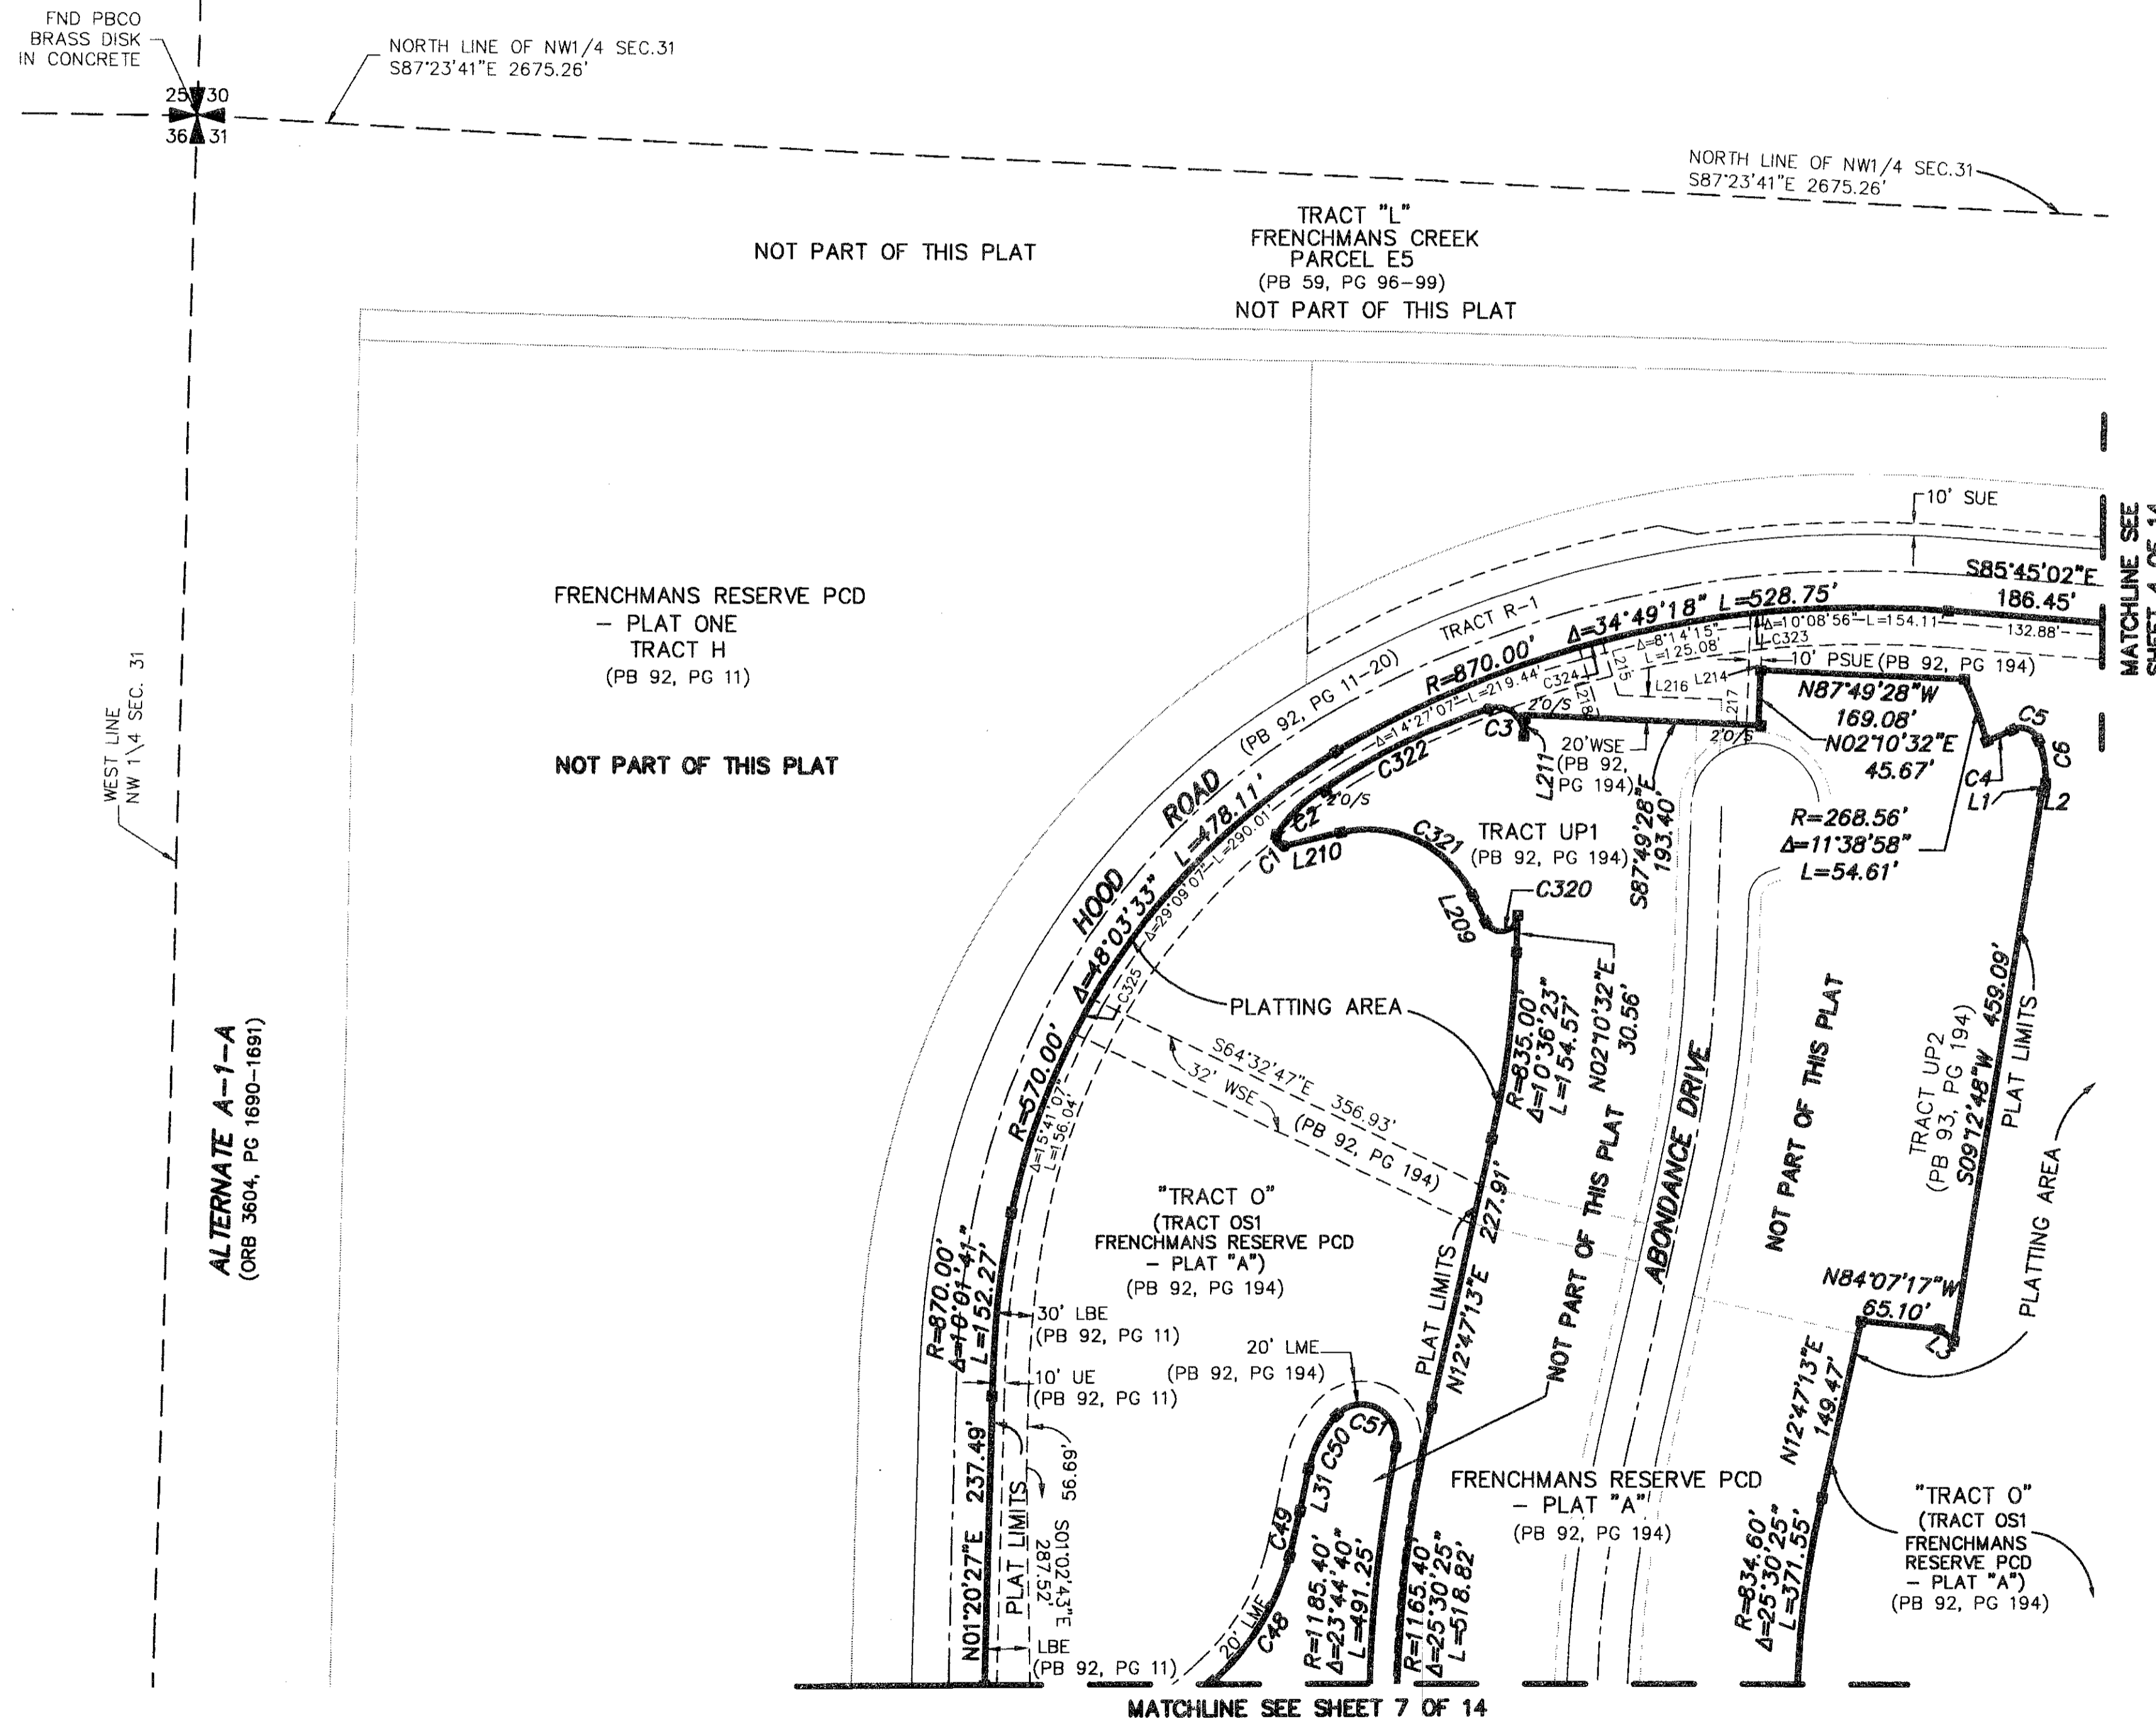 FND PBCO
BRASS DISK
IN CONCRETE
25 30
36 31
NORTH LINE OF NW1/4 SEC.31
S87°23'41"E 2675.26'
NORTH LINE OF NW1/4 SEC.31
S87°23'41"E 2675.26'
TRACT "L"
FRENCHMANS CREEK
PARCEL E5
(PB 59, PG 96-99)
NOT PART OF THIS PLAT
NOT PART OF THIS PLAT
10' SUE
MATCHLINE SEE
SHEET 4 OF 14
S85°45'02"E
186.45'
132.88'
FRENCHMANS RESERVE PCD
- PLAT ONE
TRACT H
(PB 92, PG 11)
NOT PART OF THIS PLAT
WEST LINE
NW 1\4 SEC. 31
ALTERNATE A-1-A
(ORB 3604, PG 1690-1691)
TRACT R-1
(PB 92, PG 11-20)
HOOD ROAD
R=870.00' Δ=34°49'18" L=528.75'
Δ=8°14'15"
L=125.08'
Δ=10°08'56" L=154.11'
C323
10' PSUE (PB 92, PG 194)
Δ=14°27'07" L=219.44'
C324
L215
L216
L214
L217
L218
2'O/S
2'O/S
2'O/S
N87°49'28"W
169.08'
N02°10'32"E
45.67'
C5
C6
C4
L1
L2
R=268.56'
Δ=11°38'58"
L=54.61'
C3
L211
20'WSE
(PB 92,
PG 194)
S87°49'28"E
193.40'
C322
C2
C1
L210
C321
TRACT UP1
(PB 92, PG 194)
C320
L209
R=570.00' Δ=48°03'33" L=478.11'
Δ=29°09'07" L=290.01'
C325
Δ=15°41'07"
L=156.04'
PLATTING AREA
S64°32'47"E 356.93'
32' WSE
(PB 92, PG 194)
R=835.00'
Δ=10°36'23"
L=154.57'
N02°10'32"E
30.56'
NOT PART OF THIS PLAT
ABONDANCE DRIVE
NOT PART OF THIS PLAT
TRACT UP2
(PB 93, PG 194)
S09°12'48"W 459.09'
PLAT LIMITS
PLATTING AREA
"TRACT O"
(TRACT OS1
FRENCHMANS RESERVE PCD
- PLAT "A")
(PB 92, PG 194)
R=870.00'
Δ=10°01'41"
L=152.27'
30' LBE
(PB 92, PG 11)
10' UE
(PB 92, PG 11)
20' LME
(PB 92, PG 194)
PLAT LIMITS
N12°47'13"E 227.91'
N84°07'17"W
65.10'
N12°47'13"E
149.47'
N01°20'27"E 237.49'
PLAT LIMITS
69.95'
S01°02'43"E
287.52'
LBE
(PB 92, PG 11)
C51
C50
L31
C49
C48
20' LME
R=1185.40'
Δ=23°44'40"
L=491.25'
R=1165.40'
Δ=25°30'25"
L=518.82'
FRENCHMANS RESERVE PCD
- PLAT "A"
(PB 92, PG 194)
R=834.60'
Δ=25°30'25"
L=371.55'
"TRACT O"
(TRACT OS1
FRENCHMANS
RESERVE PCD
- PLAT "A")
(PB 92, PG 194)
MATCHLINE SEE SHEET 7 OF 14